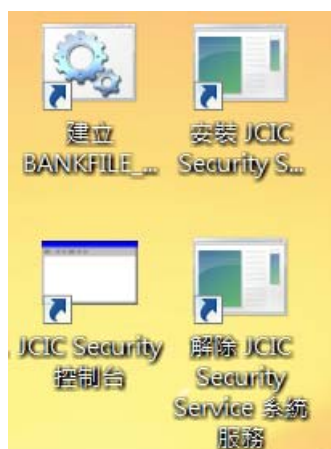 建立
BANKFILE_...
安裝 JCIC
Security S...
JCIC Security
控制台
解除 JCIC
Security
Service 系統
服務